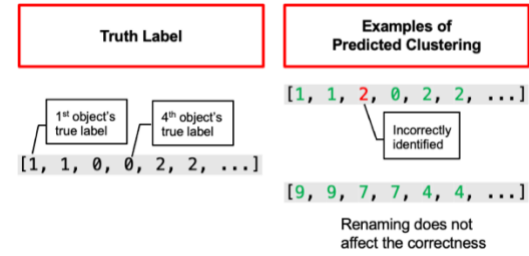 Truth Label
1st object's
true label
4th object's
true label
[1, 1, 0, 0, 2, 2, ...]
Examples of
Predicted Clustering
[1, 1, 2, 0, 2, 2, ...]
Incorrectly
identified
[9, 9, 7, 7, 4, 4, ...]
Renaming does not
affect the correctness